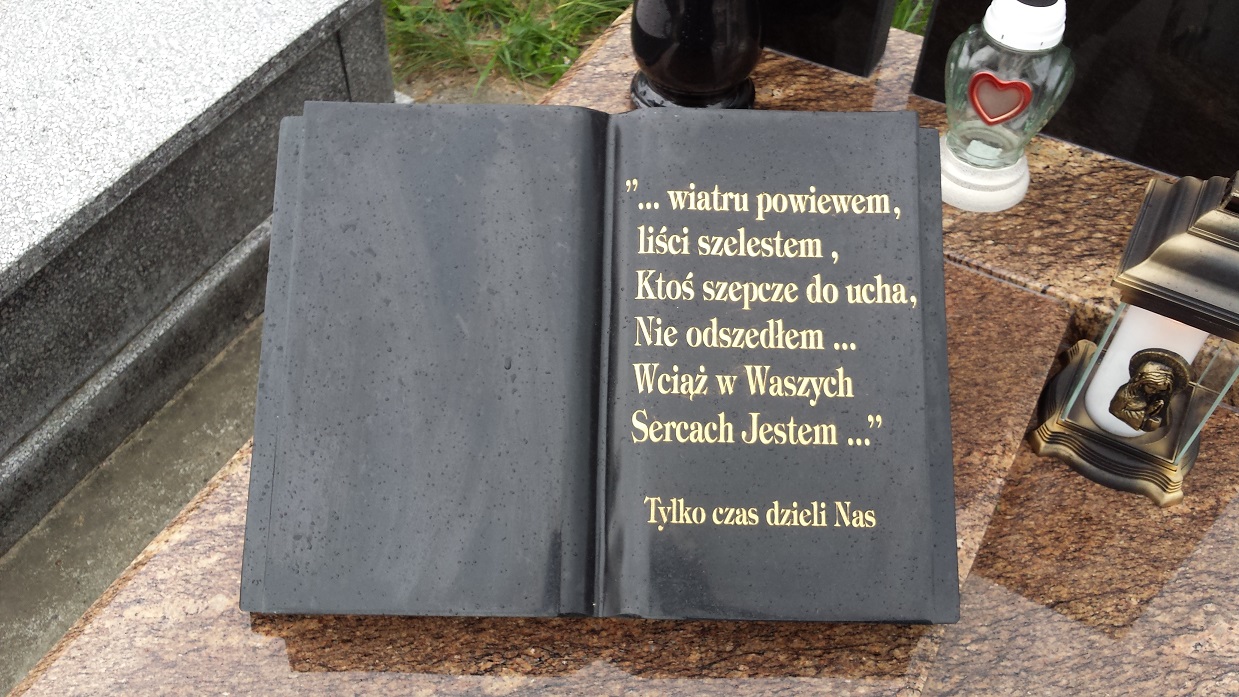 "... wiatru powiewem,
liści szelestem ,
Ktoś szepcze do ucha,
Nie odszedłem ...
Wciąż w Waszych
Sercach Jestem ..."
Tylko czas dzieli Nas